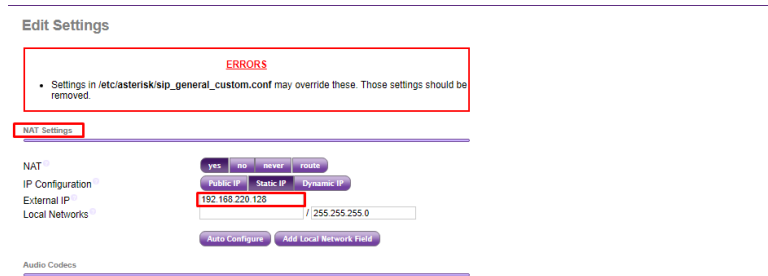 Edit Settings
ERRORS
• Settings in /etc/asterisk/sip_general_custom.conf may override these. Those settings should be
removed.
NAT Settings
NAT yes no never route
IP Configuration Public IP Static IP Dynamic IP
External IP 192.168.220.128
Local Networks / 255.255.255.0
Auto Configure Add Local Network Field
Audio Codecs